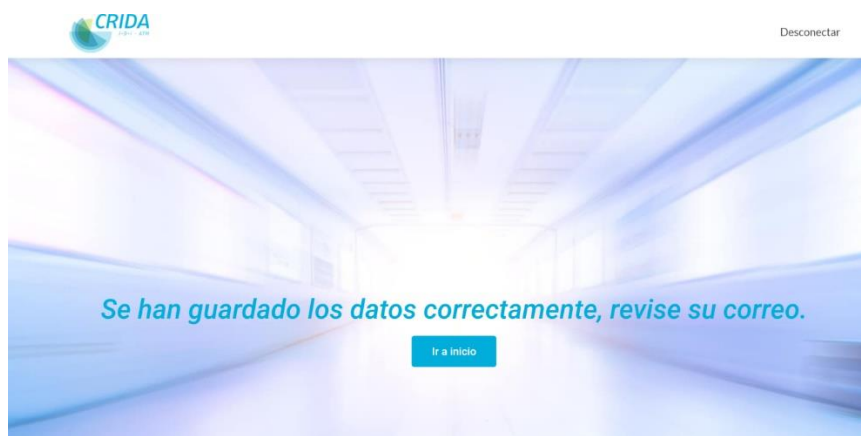 CRIDA
Desconectar
Se han guardado los datos correctamente, revise su correo.
Ir a inicio